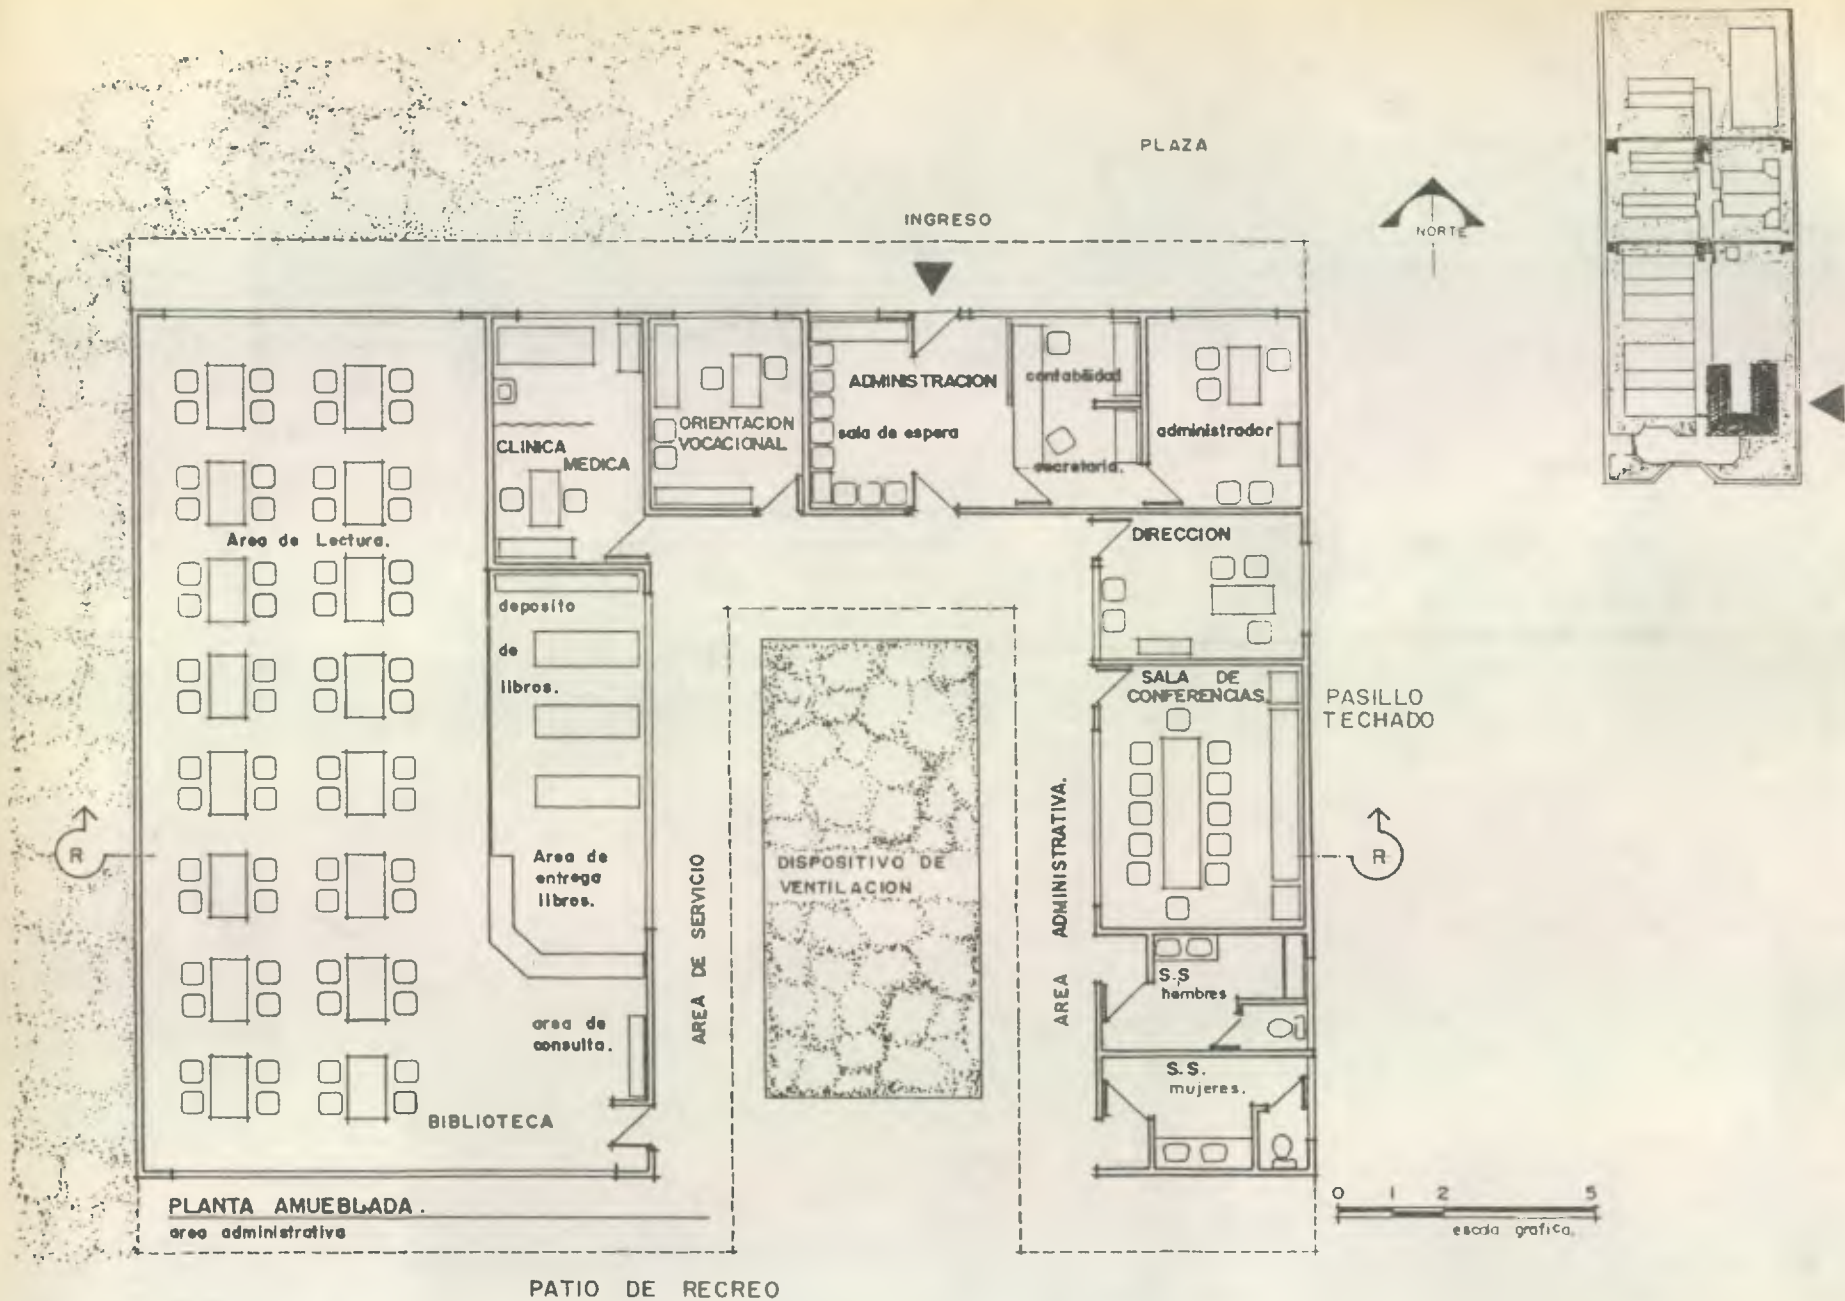 PLAZA
INGRESO
NORTE
CLINICA
MEDICA
ORIENTACION
VOCACIONAL
ADMINISTRACION
sala de espera
contabilidad
secretaria.
administrador
Area de Lectura.
DIRECCION
deposito
de
libros.
SALA DE
CONFERENCIAS.
PASILLO
TECHADO
R
Area de
entrega
libros.
AREA DE SERVICIO
DISPOSITIVO DE
VENTILACION
AREA ADMINISTRATIVA.
R
S.S
hombres
area de
consulta.
S.S.
mujeres.
BIBLIOTECA
PLANTA AMUEBLADA.
area administrativa
0 1 2 5
escala grafica.
PATIO DE RECREO